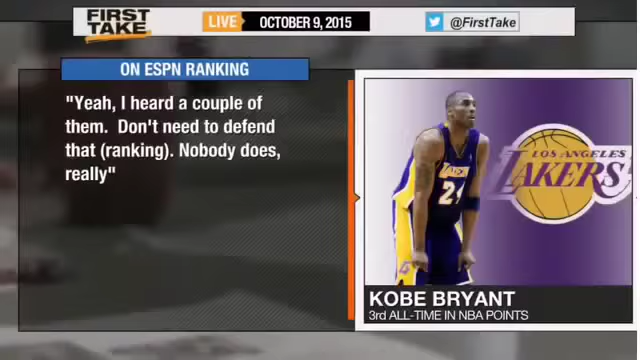 FIRST
TAKE
LIVE
OCTOBER 9, 2015
@FirstTake
ON ESPN RANKING
"Yeah, I heard a couple of
them. Don't need to defend
that (ranking). Nobody does,
really"
LOS ANGELES
LAKERS
24
KOBE BRYANT
3rd ALL-TIME IN NBA POINTS